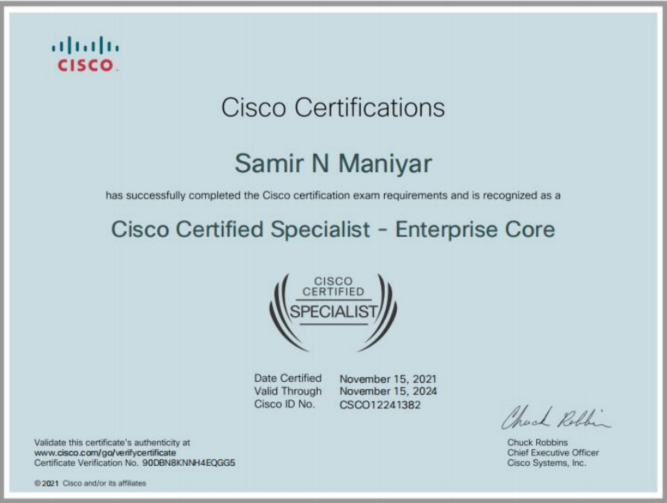 CISCO
Cisco Certifications
Samir N Maniyar
has successfully completed the Cisco certification exam requirements and is recognized as a
Cisco Certified Specialist - Enterprise Core
CISCO
CERTIFIED
SPECIALIST
Date Certified November 15, 2021
Valid Through November 15, 2024
Cisco ID No. CSCO12241382
Chuck Robbins
Validate this certificate's authenticity at
www.cisco.com/go/verifycertificate
Certificate Verification No. 90DBN8KNNH4EQGG5
Chuck Robbins
Chief Executive Officer
Cisco Systems, Inc.
©2021 Cisco and/or its affiliates